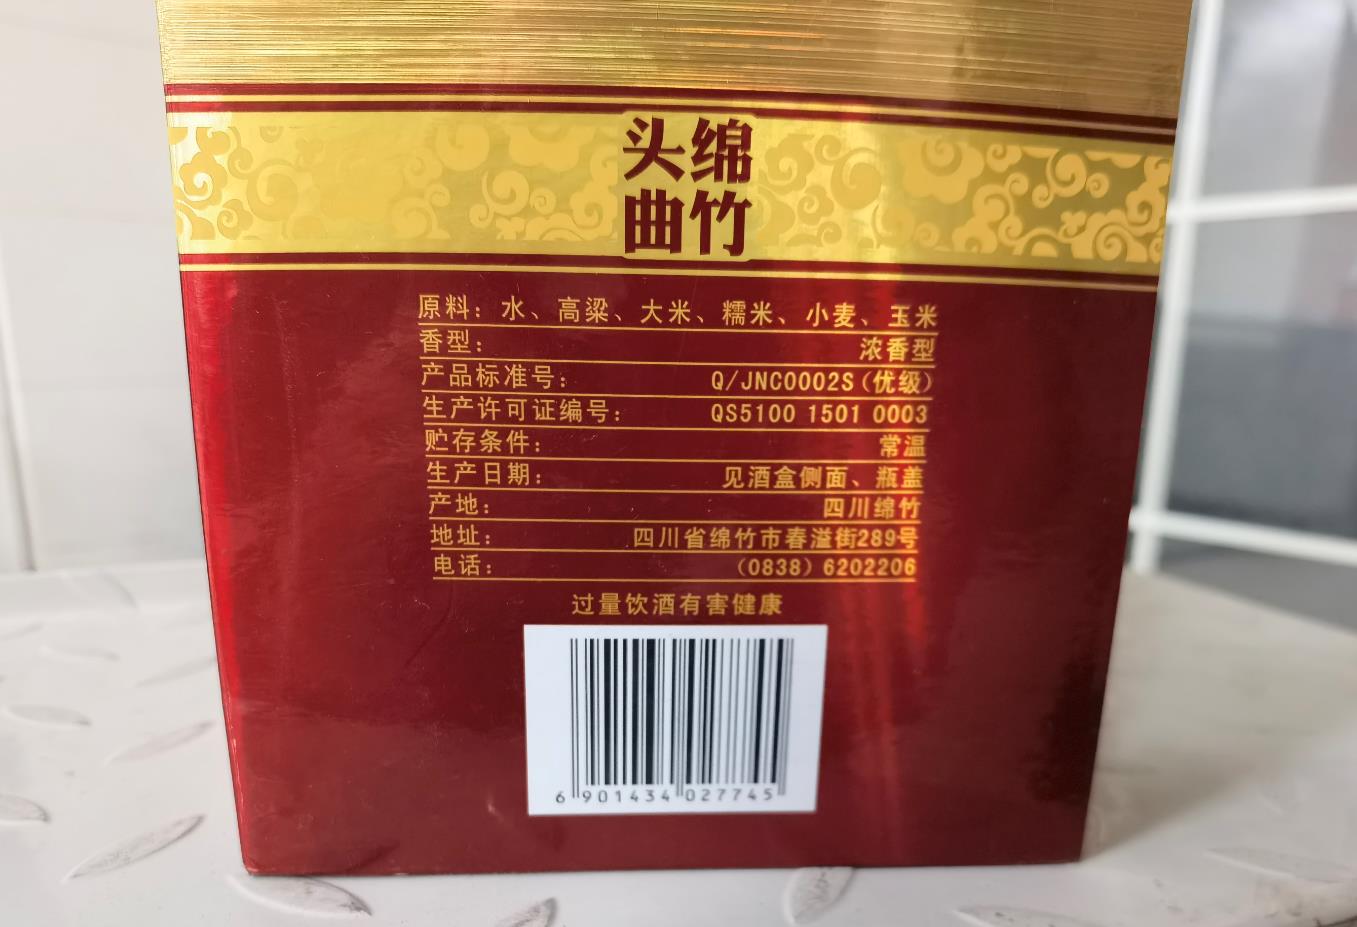 绵竹
头曲
原料：水、高粱、大米、糯米、小麦、玉米
香型：浓香型
产品标准号：Q/JNC0002S（优级）
生产许可证编号：QS5100 1501 0003
贮存条件：常温
生产日期：见酒盒侧面、瓶盖
产地：四川绵竹
地址：四川省绵竹市春溢街289号
电话：（0838）6202206
过量饮酒有害健康
6 901434 027745